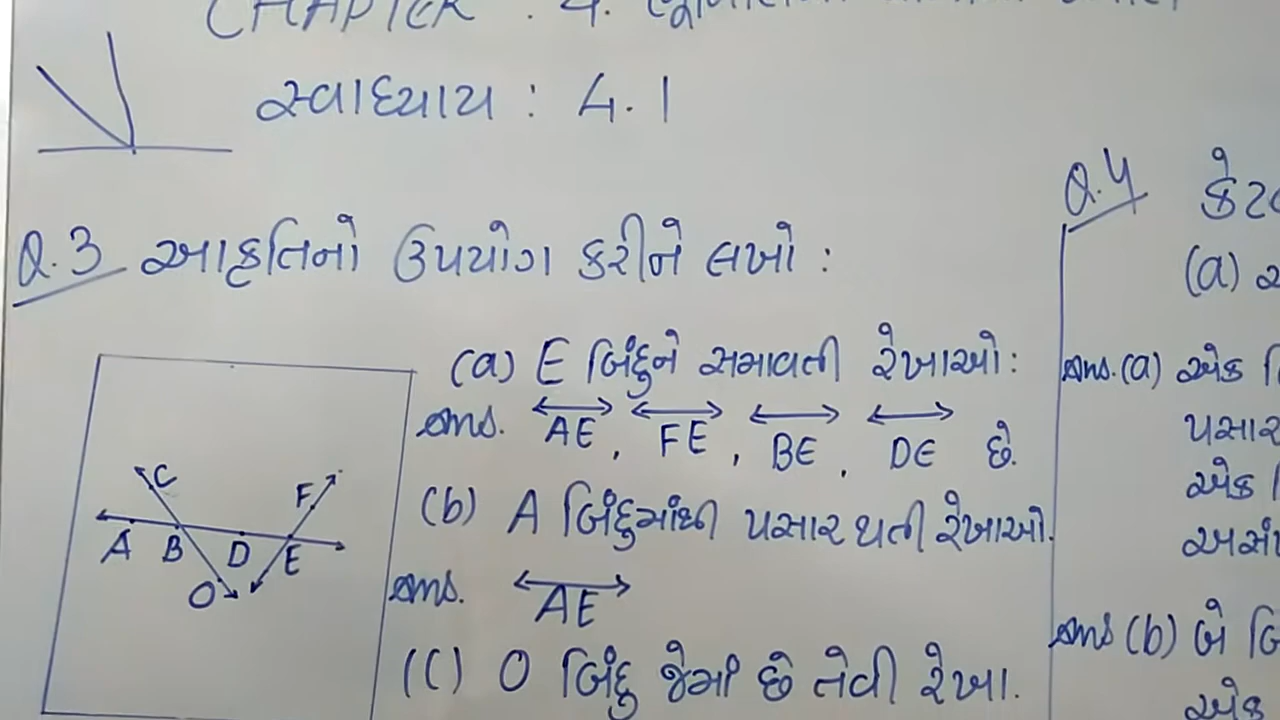 CHAPTER : 4.
સ્વાધ્યાય : 4.1
Q.3 આકૃતિનો ઉપયોગ કરીને લખો :
(a) E બિંદુને સમાવતી રેખાઓ :
Ans. AE, FE, BE, DE છે.
(b) A બિંદુમાંથી પસાર થતી રેખાઓ.
Ans. AE
(C) O બિંદુ જેમાં છે તેવી રેખા.
C
F
A B D E
O
Q.4
(a)
Ans. (a) એક
પસાર
એક
Ans (b) બે
એક